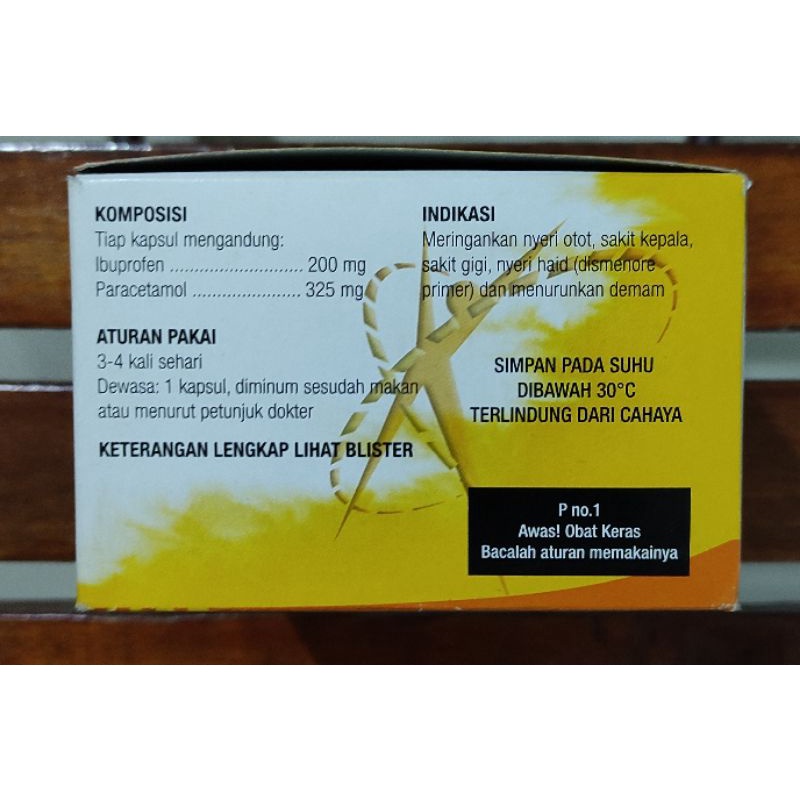 KOMPOSISI
Tiap kapsul mengandung:
Ibuprofen ........................... 200 mg
Paracetamol ...................... 325 mg
ATURAN PAKAI
3-4 kali sehari
Dewasa: 1 kapsul, diminum sesudah makan
atau menurut petunjuk dokter
KETERANGAN LENGKAP LIHAT BLISTER
INDIKASI
Meringankan nyeri otot, sakit kepala,
sakit gigi, nyeri haid (dismenore
primer) dan menurunkan demam
SIMPAN PADA SUHU
DIBAWAH 30°C
TERLINDUNG DARI CAHAYA
P no.1
Awas! Obat Keras
Bacalah aturan memakainya